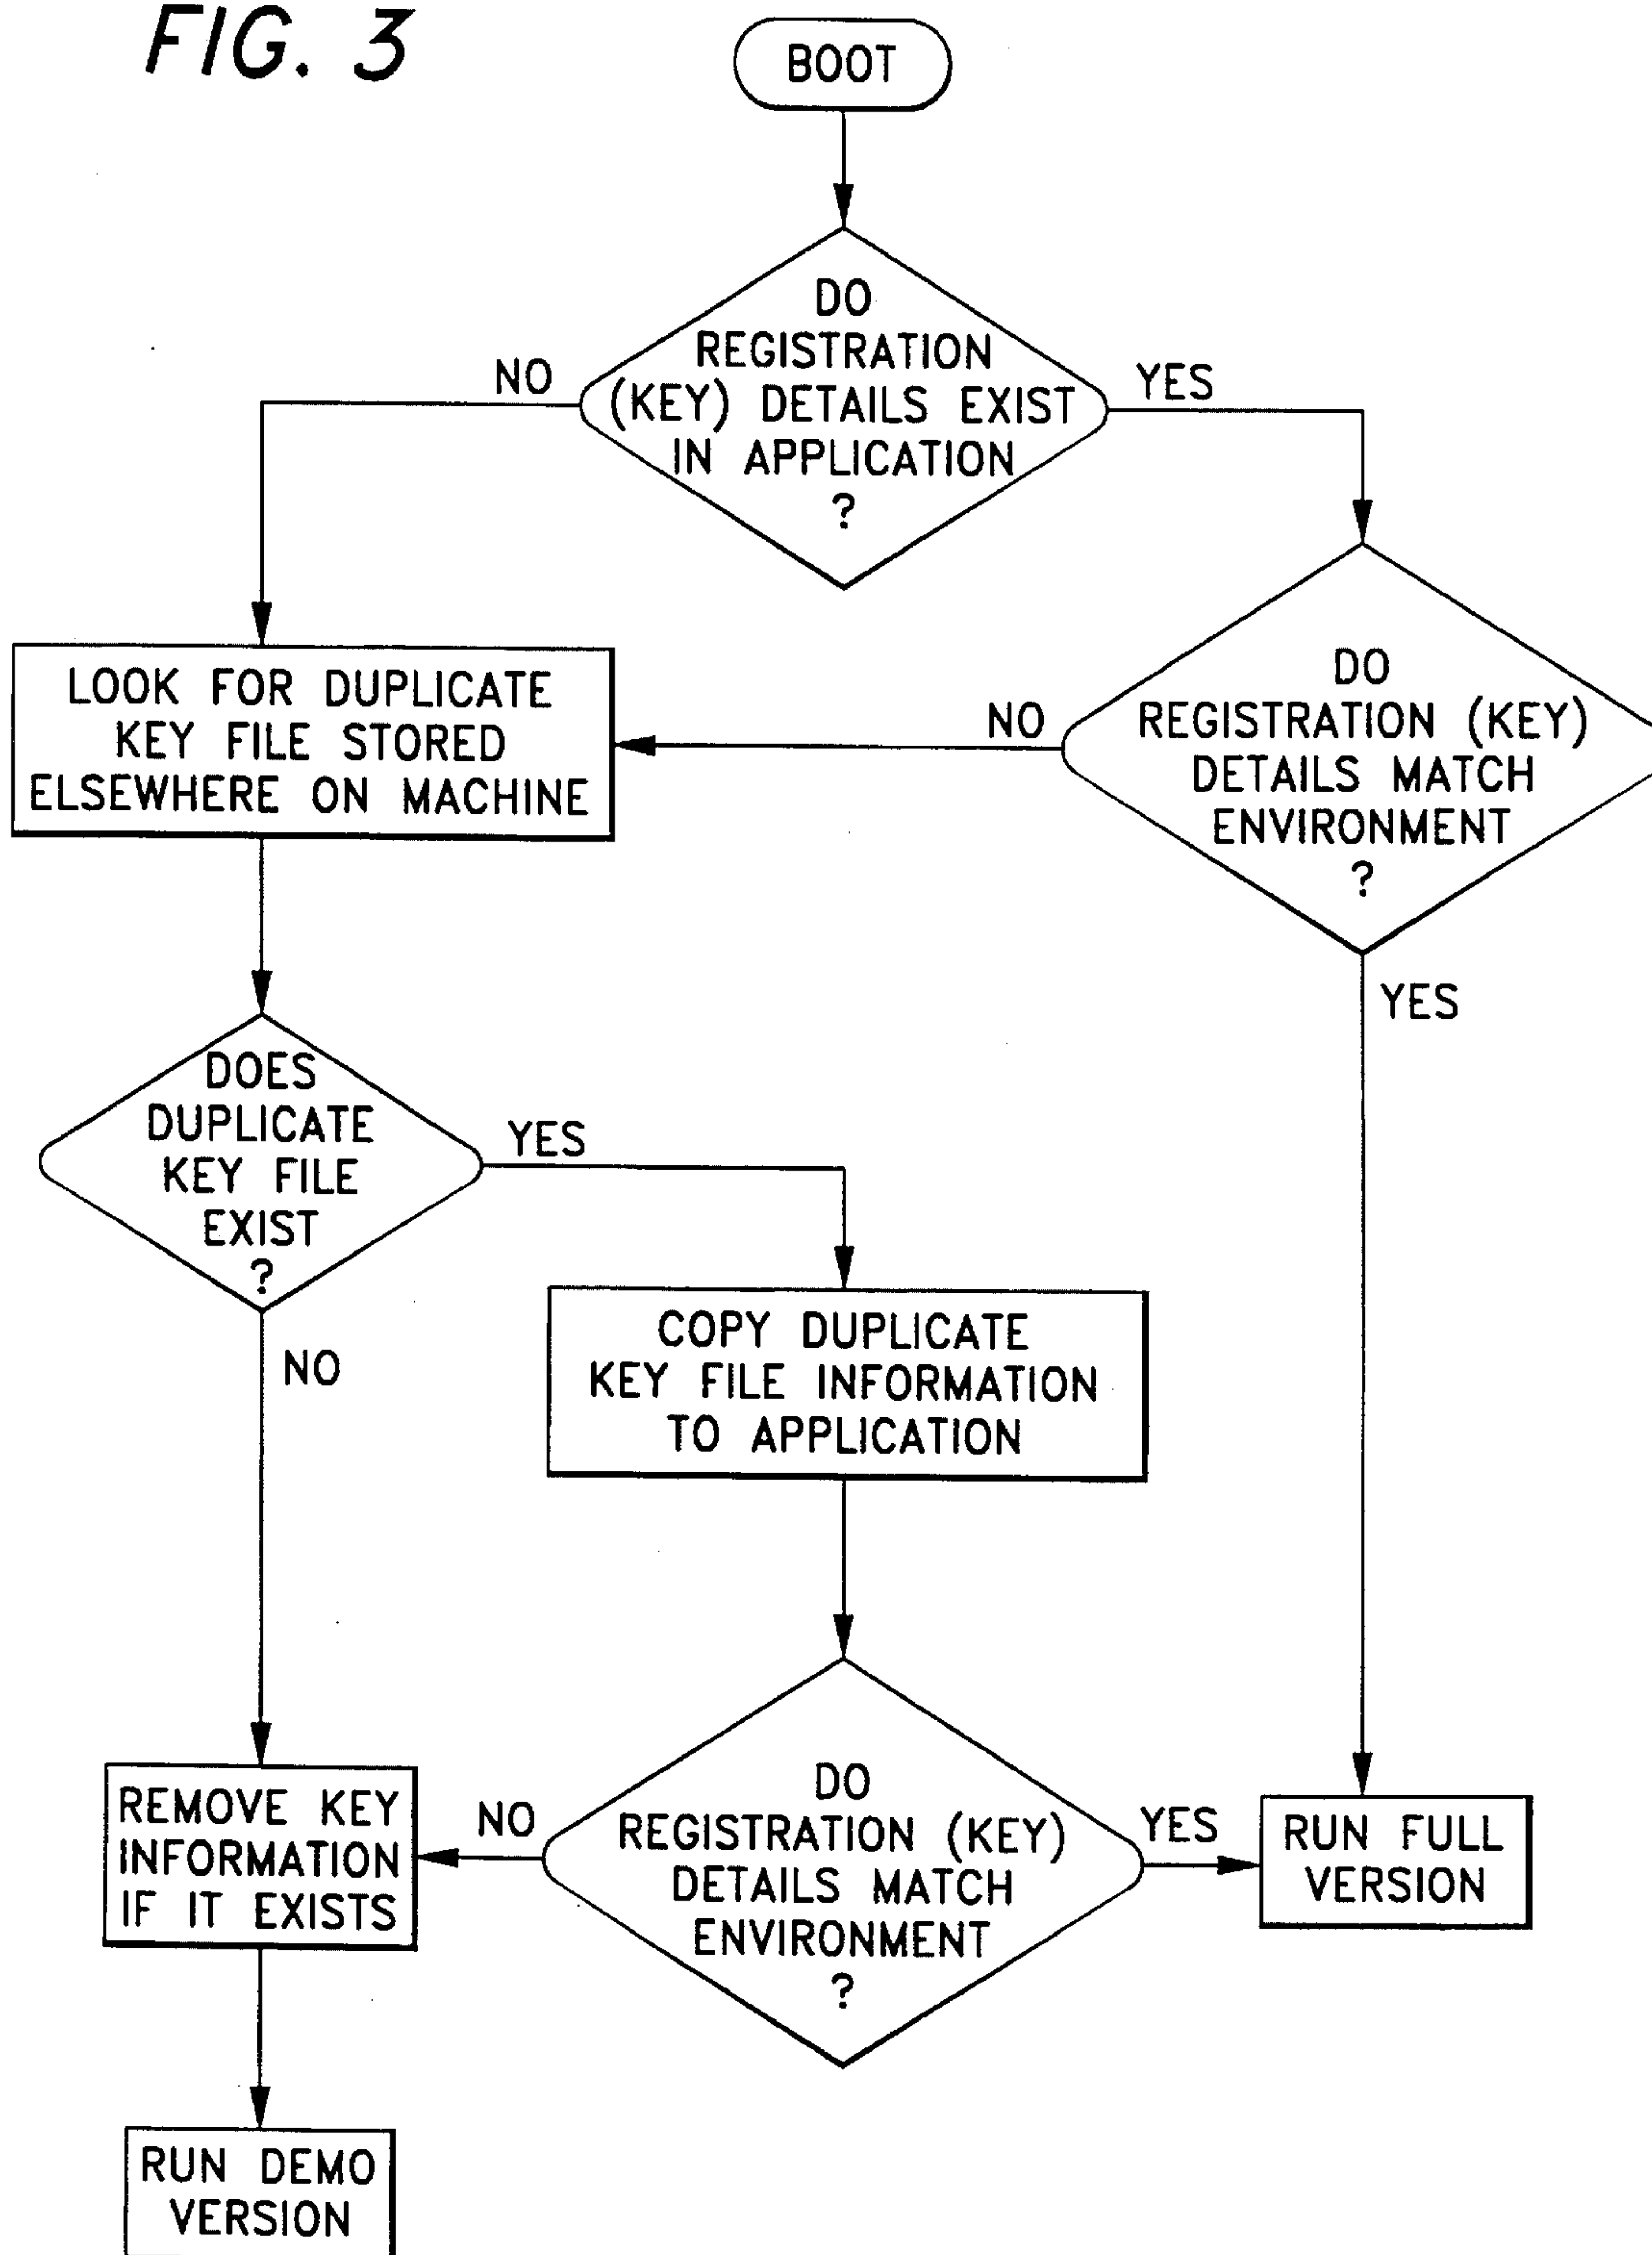 FIG. 3
BOOT
DO
REGISTRATION
(KEY) DETAILS EXIST
IN APPLICATION
?
NO
YES
LOOK FOR DUPLICATE
KEY FILE STORED
ELSEWHERE ON MACHINE
NO
DO
REGISTRATION (KEY)
DETAILS MATCH
ENVIRONMENT
?
YES
DOES
DUPLICATE
KEY FILE
EXIST
?
YES
NO
COPY DUPLICATE
KEY FILE INFORMATION
TO APPLICATION
REMOVE KEY
INFORMATION
IF IT EXISTS
NO
DO
REGISTRATION (KEY)
DETAILS MATCH
ENVIRONMENT
?
YES
RUN FULL
VERSION
RUN DEMO
VERSION